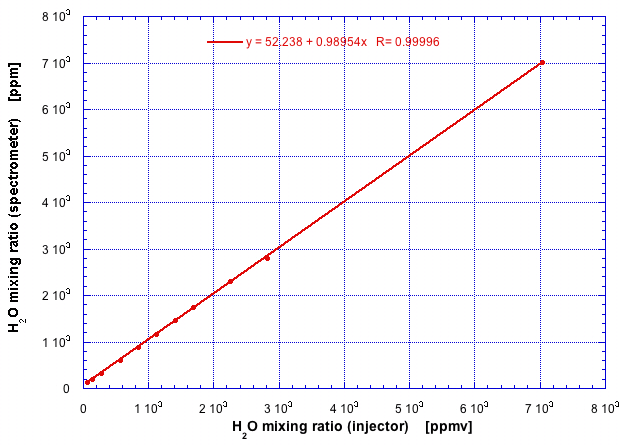 8 10³
7 10³
6 10³
5 10³
4 10³
3 10³
2 10³
1 10³
0
H₂O mixing ratio (spectrometer) [ppm]
y = 52.238 + 0.98954x R= 0.99996
0 1 10³ 2 10³ 3 10³ 4 10³ 5 10³ 6 10³ 7 10³ 8 10³
H₂O mixing ratio (injector) [ppmv]